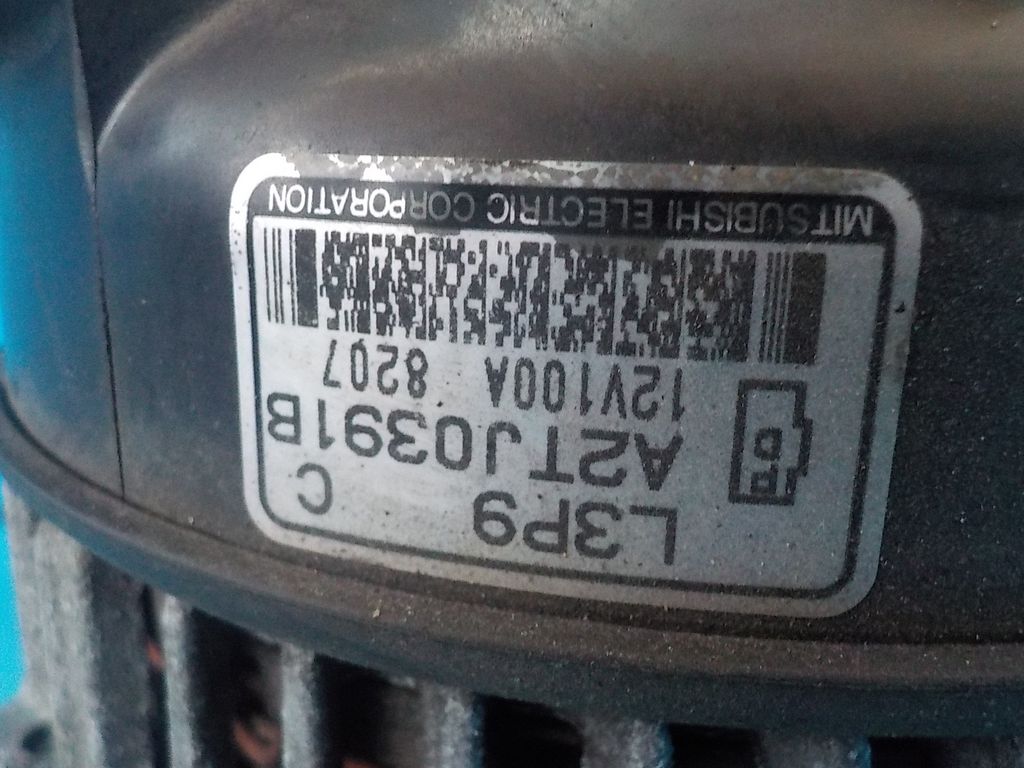 L3P9 C
A2TJ0391B
12V100A 8207
MITSUBISHI ELECTRIC CORPORATION